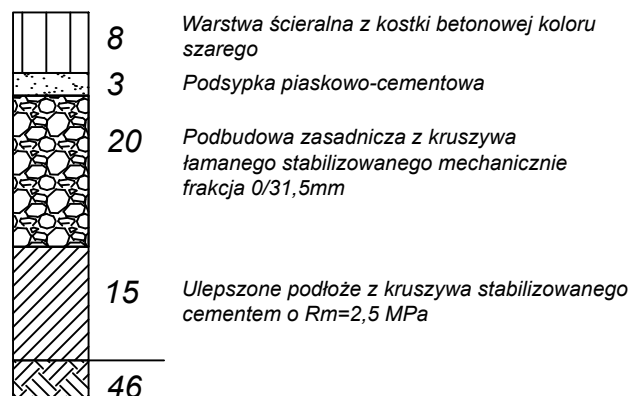 8
Warstwa ścieralna z kostki betonowej koloru
szarego
3
Podsypka piaskowo-cementowa
20
Podbudowa zasadnicza z kruszywa
łamanego stabilizowanego mechanicznie
frakcja 0/31,5mm
15
Ulepszone podłoże z kruszywa stabilizowanego
cementem o Rm=2,5 MPa
46